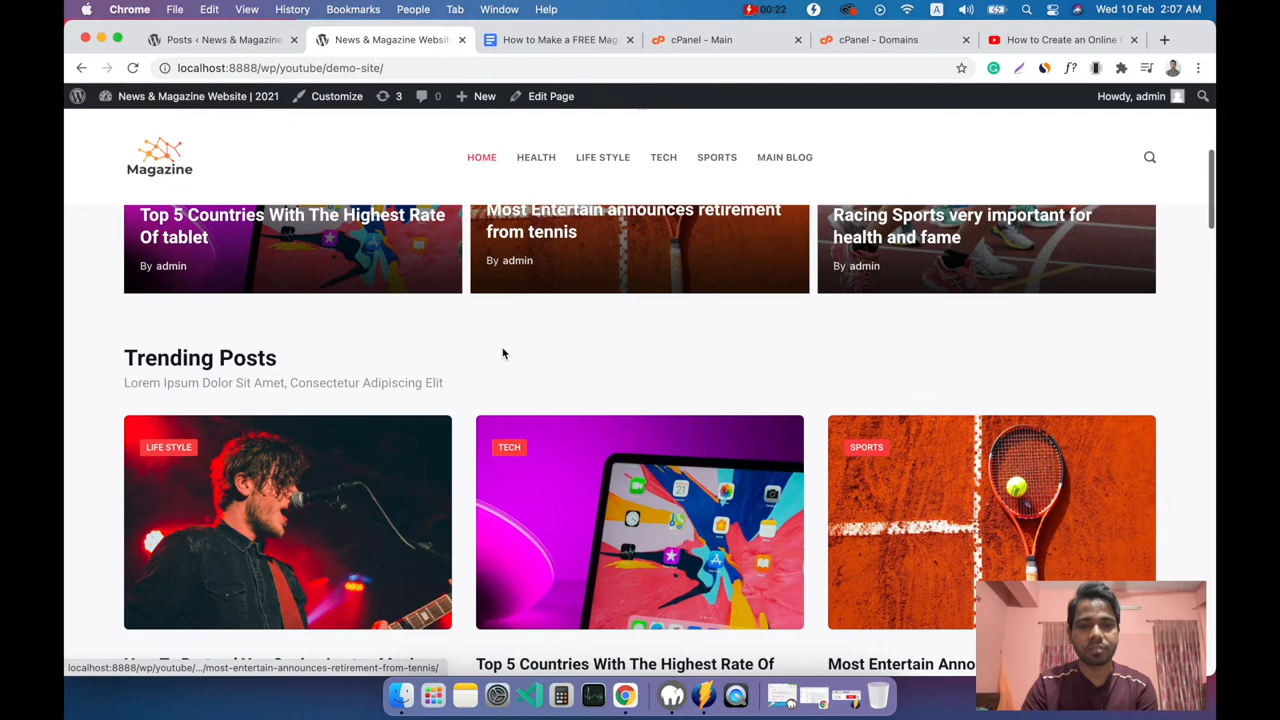 Chrome File Edit View History Bookmarks People Tab Window Help 00:22 A Wed 10 Feb 2:07 AM
Posts ‹ News & Magazine
News & Magazine Websit
How to Make a FREE Mag
cPanel - Main
cPanel - Domains
How to Create an Online
localhost:8888/wp/youtube/demo-site/
News & Magazine Website | 2021 Customize 3 0 New Edit Page Howdy, admin
Magazine
HOME HEALTH LIFE STYLE TECH SPORTS MAIN BLOG
Top 5 Countries With The Highest Rate
Of tablet
By admin
Most Entertain announces retirement
from tennis
By admin
Racing Sports very important for
health and fame
By admin
Trending Posts
Lorem Ipsum Dolor Sit Amet, Consectetur Adipiscing Elit
LIFE STYLE
TECH
SPORTS
localhost:8888/wp/youtube/.../most-entertain-announces-retirement-from-tennis/
Top 5 Countries With The Highest Rate Of
Most Entertain Anno